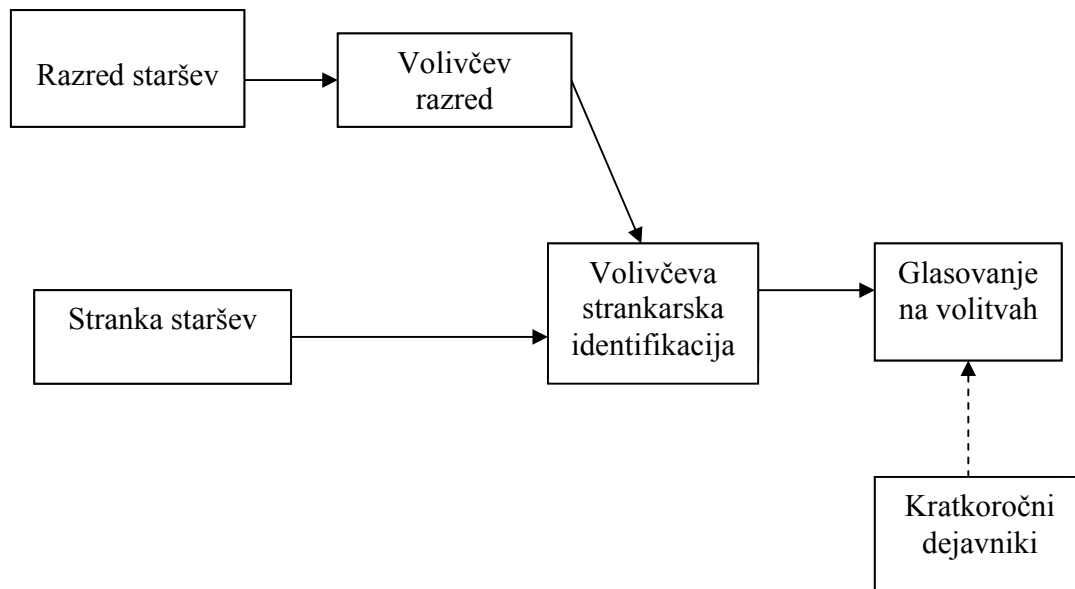 Razred staršev
Volivčev
razred
Stranka staršev
Volivčeva
strankarska
identifikacija
Glasovanje
na volitvah
Kratkoročni
dejavniki